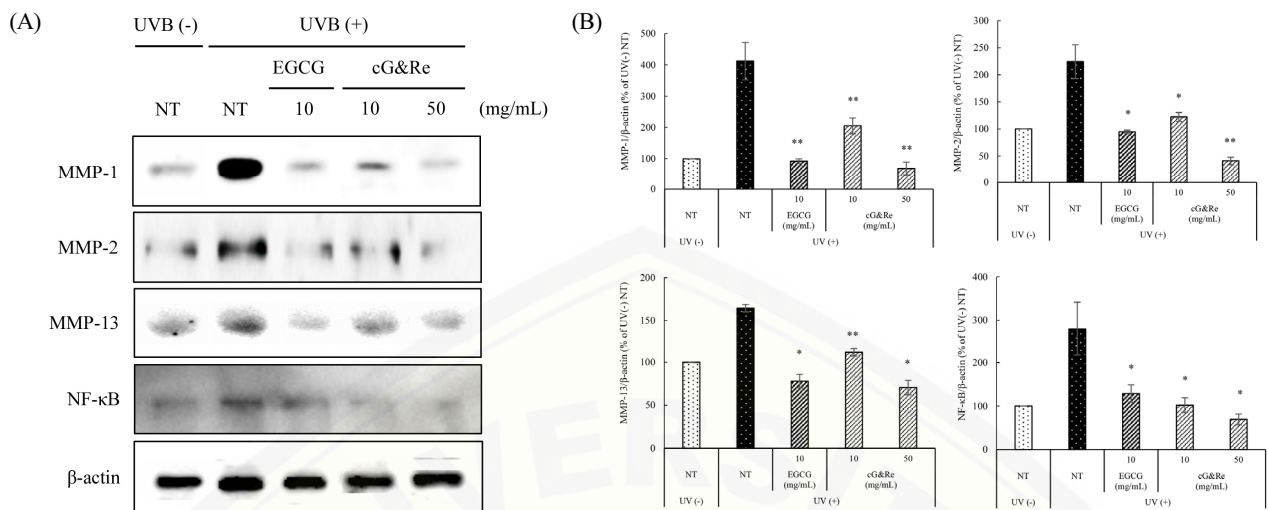 (A)
UVB (-) UVB (+)
EGCG cG&Re
NT NT 10 10 50 (mg/mL)
MMP-1
MMP-2
MMP-13
NF-κB
β-actin
(B)
MMP-1/β-actin (% of UV(-) NT)
500
400
300
200
100
0
** ** **
10 10 50
NT NT EGCG cG&Re
(mg/mL) (mg/mL)
UV (-) UV (+)
MMP-2/β-actin (% of UV(-) NT)
300
250
200
150
100
50
0
* * **
10 10 50
NT NT EGCG cG&Re
(mg/mL) (mg/mL)
UV (-) UV (+)
MMP-13/β-actin (% of UV(-) NT)
200
150
100
50
0
* ** *
10 10 50
NT NT EGCG cG&Re
(mg/mL) (mg/mL)
UV (-) UV (+)
NF-κB/β-actin (% of UV(-) NT)
400
300
200
100
0
* * *
10 10 50
NT NT EGCG cG&Re
(mg/mL) (mg/mL)
UV (-) UV (+)